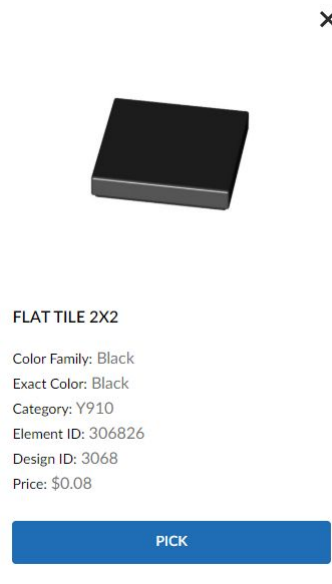 FLAT TILE 2X2
Color Family: Black
Exact Color: Black
Category: Y910
Element ID: 306826
Design ID: 3068
Price: $0.08
PICK